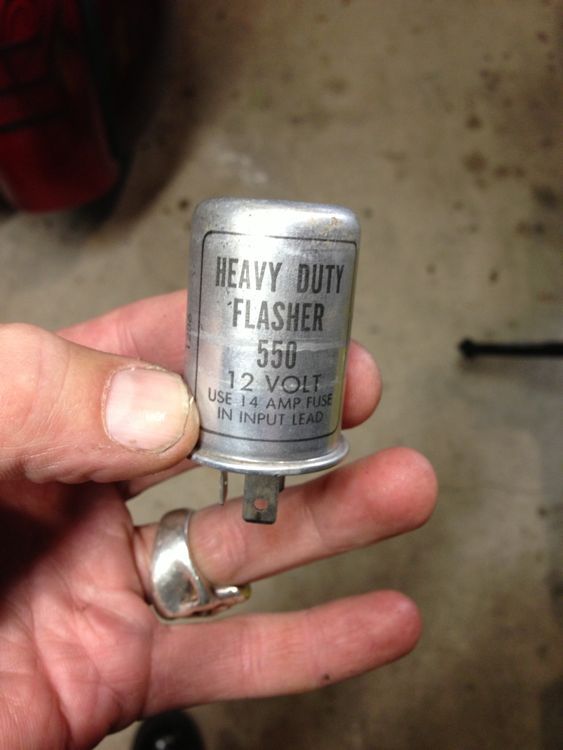 HEAVY DUTY
FLASHER
550
12 VOLT
USE 14 AMP FUSE
IN INPUT LEAD